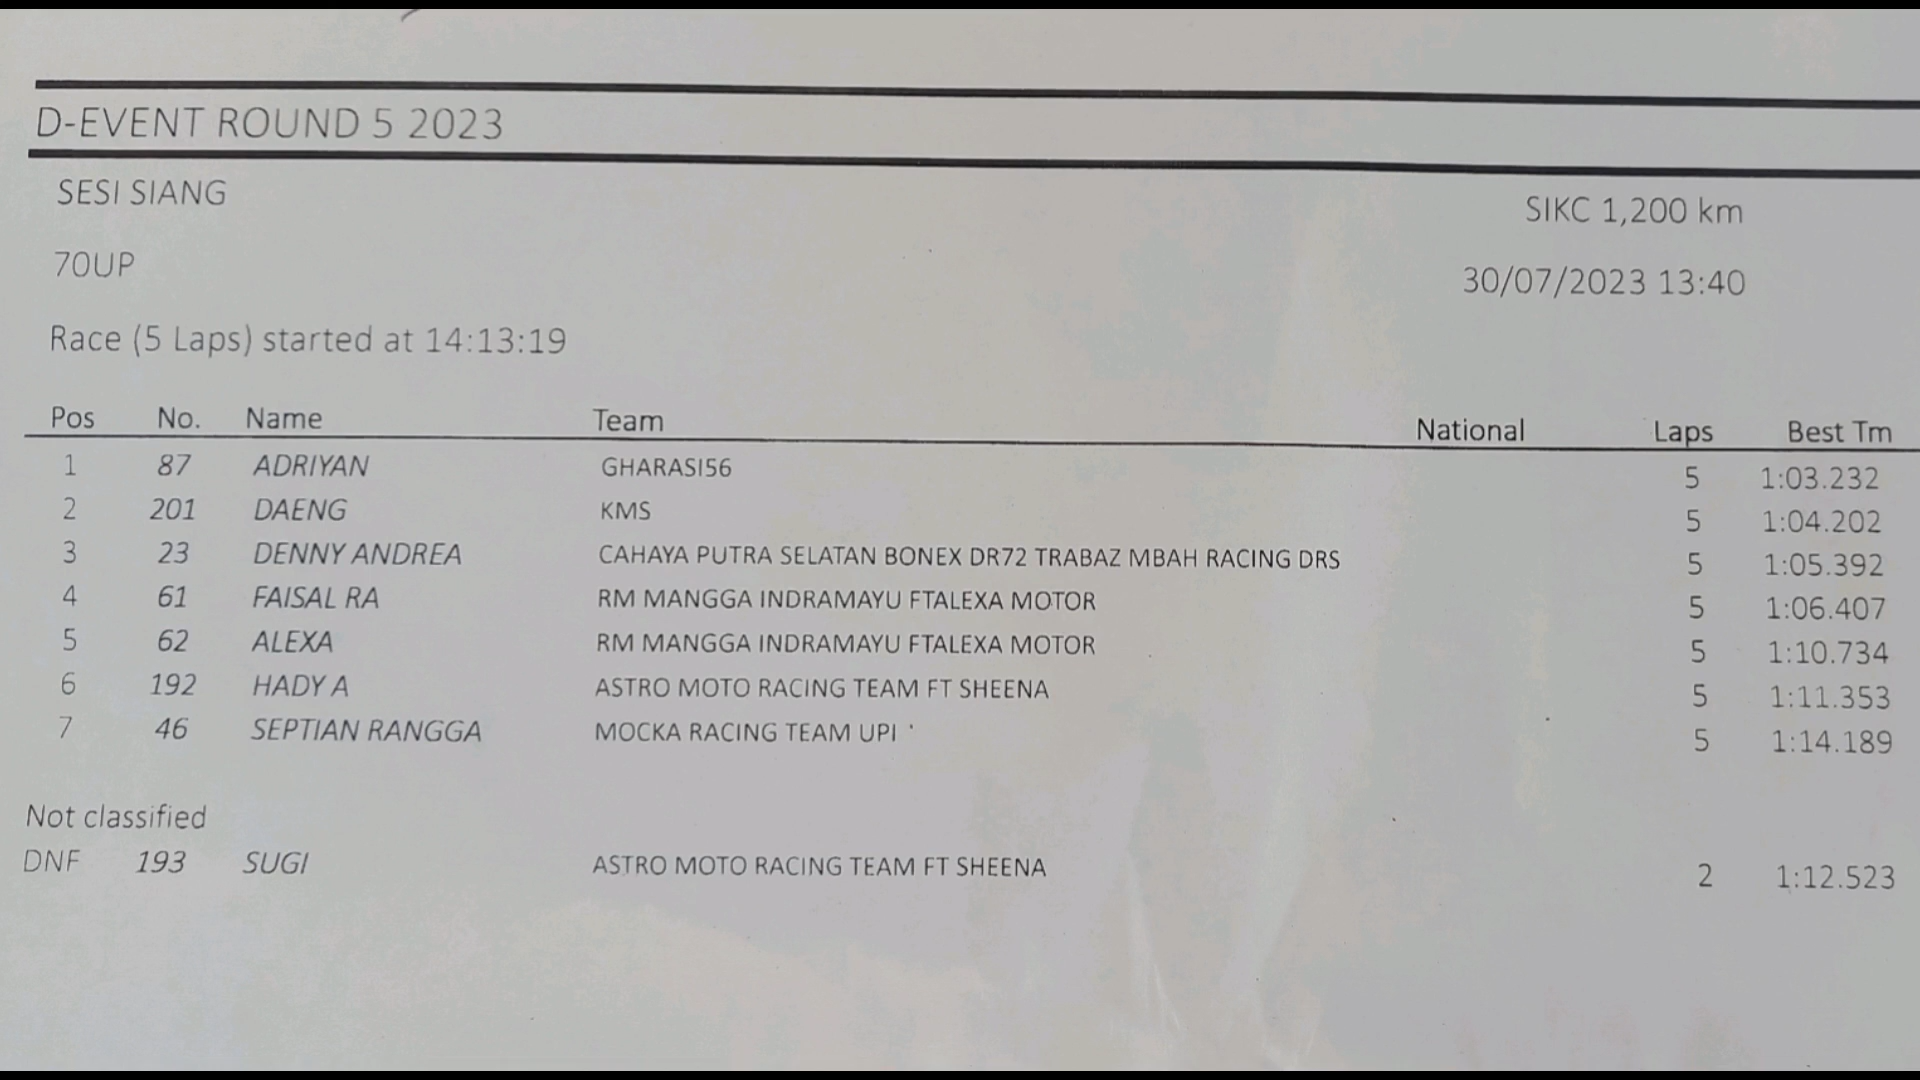 D-EVENT ROUND 5 2023
SESI SIANG SIKC 1,200 km
70UP 30/07/2023 13:40
Race (5 Laps) started at 14:13:19
Pos No. Name Team National Laps Best Tm
1 87 ADRIYAN GHARASI56 5 1:03.232
2 201 DAENG KMS 5 1:04.202
3 23 DENNY ANDREA CAHAYA PUTRA SELATAN BONEX DR72 TRABAZ MBAH RACING DRS 5 1:05.392
4 61 FAISAL RA RM MANGGA INDRAMAYU FTALEXA MOTOR 5 1:06.407
5 62 ALEXA RM MANGGA INDRAMAYU FTALEXA MOTOR 5 1:10.734
6 192 HADY A ASTRO MOTO RACING TEAM FT SHEENA 5 1:11.353
7 46 SEPTIAN RANGGA MOCKA RACING TEAM UPI 5 1:14.189
Not classified
DNF 193 SUGI ASTRO MOTO RACING TEAM FT SHEENA 2 1:12.523